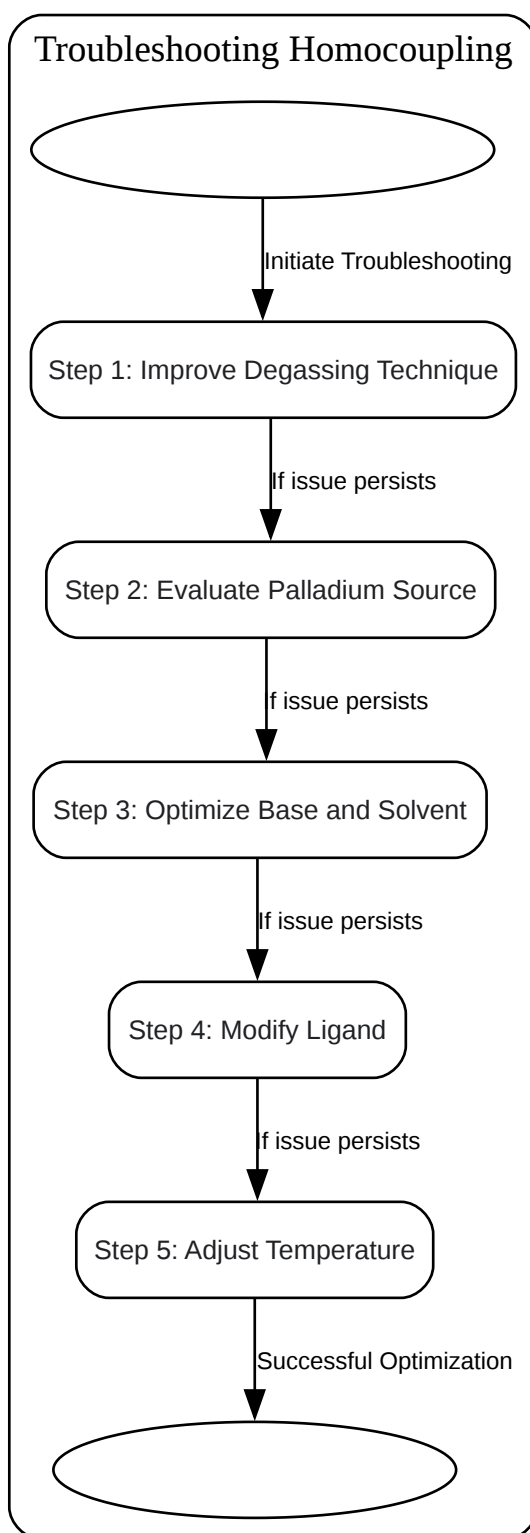 Troubleshooting Homocoupling
Initiate Troubleshooting
Step 1: Improve Degassing Technique
If issue persists
Step 2: Evaluate Palladium Source
If issue persists
Step 3: Optimize Base and Solvent
If issue persists
Step 4: Modify Ligand
If issue persists
Step 5: Adjust Temperature
Successful Optimization